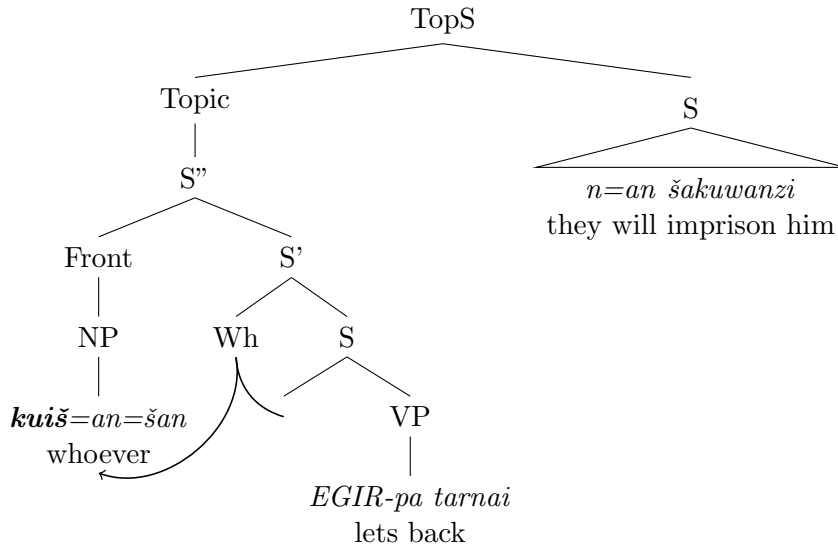 TopS
Topic
S
S”
n=an šakuwanzi
they will imprison him
Front
S'
NP
Wh
S
kuiš=an=šan
whoever
VP
EGIR-pa tarnai
lets back